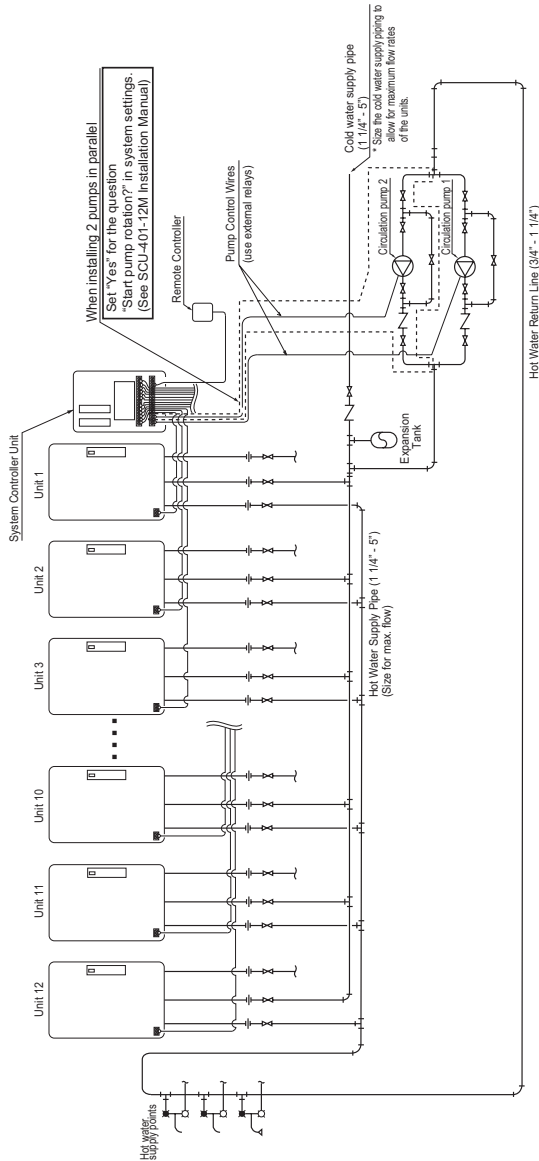 When installing 2 pumps in parallel
Set "Yes" for the question
"Start pump rotation?" in system settings.
(See SCU-401-12M Installation Manual)
System Controller Unit
Remote Controller
Pump Control Wires
(use external relays)
Cold water supply pipe
(1 1/4" - 5")
* Size the cold water supply piping to
allow for maximum flow rates
of the units.
Circulation pump 2
Circulation pump 1
Expansion
Tank
Unit 1
Unit 2
Unit 3
Unit 10
Unit 11
Unit 12
Hot Water Supply Pipe (1 1/4" - 5")
(Size for max. flow)
Hot water
supply points
Hot Water Return Line (3/4" - 1 1/4")